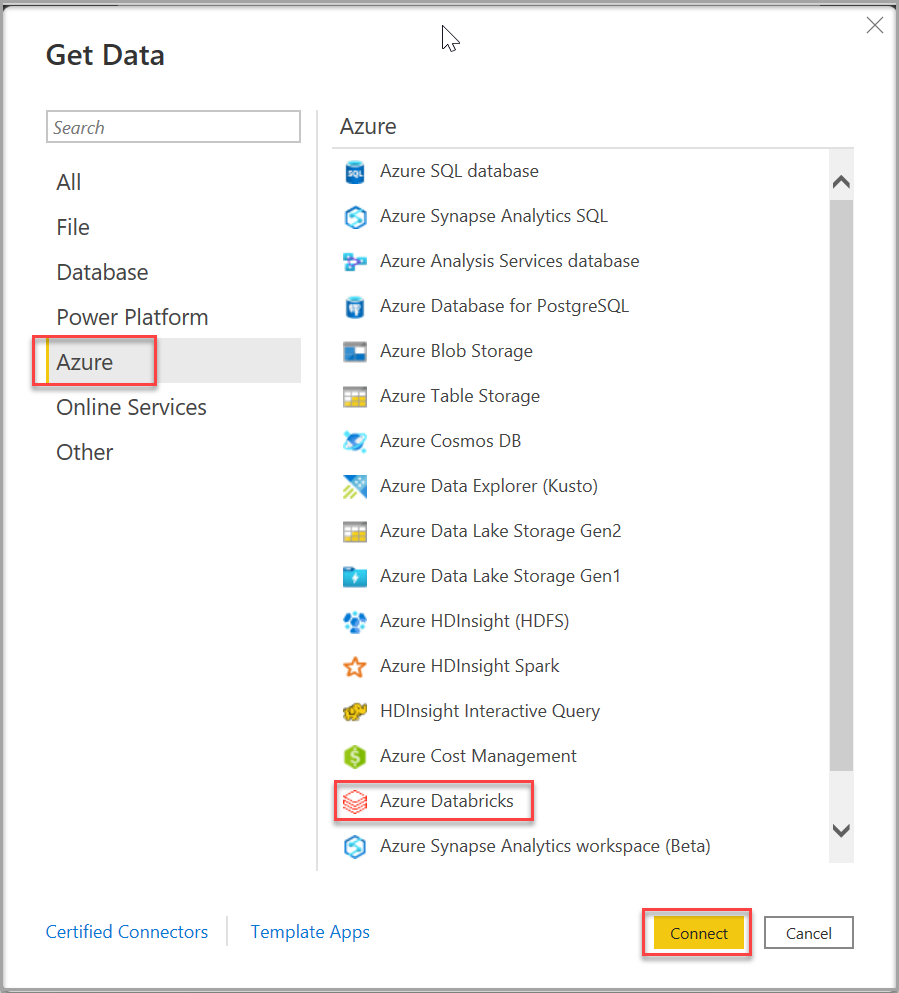 Get Data
Search
All
File
Database
Power Platform
Azure
Online Services
Other
Azure
Azure SQL database
Azure Synapse Analytics SQL
Azure Analysis Services database
Azure Database for PostgreSQL
Azure Blob Storage
Azure Table Storage
Azure Cosmos DB
Azure Data Explorer (Kusto)
Azure Data Lake Storage Gen2
Azure Data Lake Storage Gen1
Azure HDInsight (HDFS)
Azure HDInsight Spark
HDInsight Interactive Query
Azure Cost Management
Azure Databricks
Azure Synapse Analytics workspace (Beta)
Certified Connectors
Template Apps
Connect
Cancel